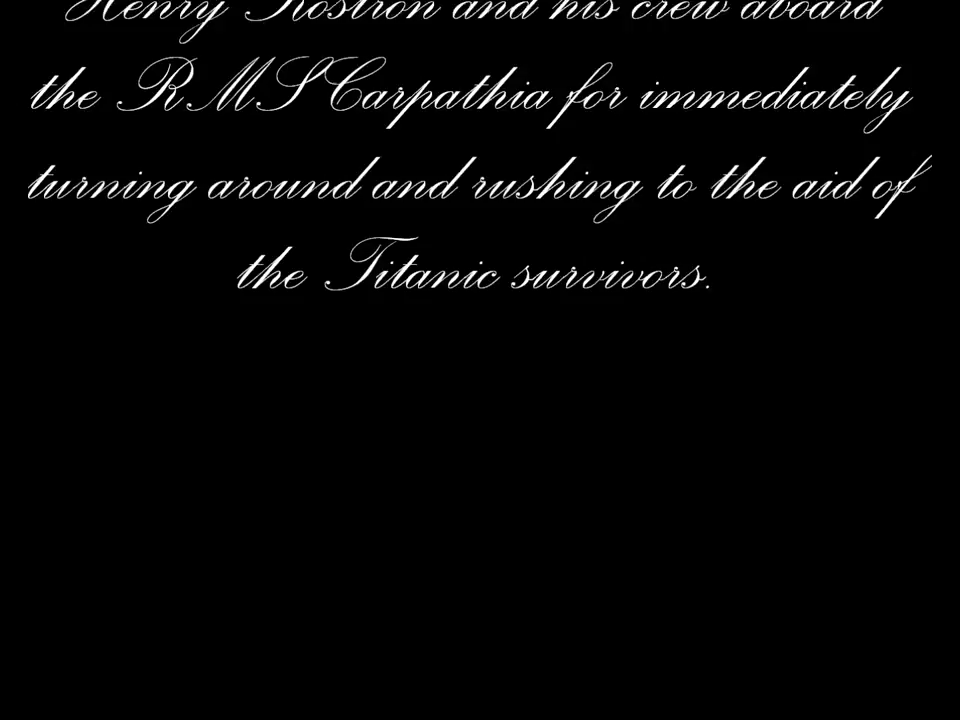 Henry Rostron and his crew aboard
the RMS Carpathia for immediately
turning around and rushing to the aid of
the Titanic survivors.